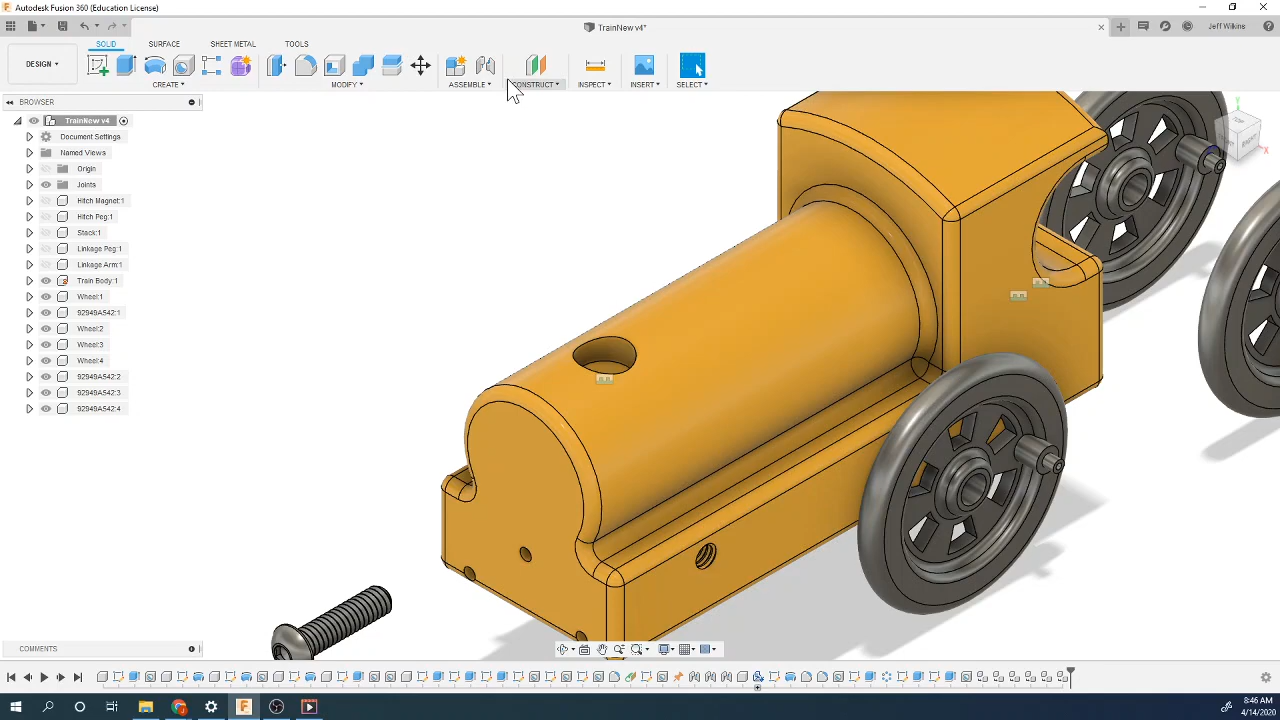 Autodesk Fusion 360 (Education License)
TrainNew v4*
Jeff Wilkins
DESIGN
SOLID
SURFACE
SHEET METAL
TOOLS
CREATE
MODIFY
ASSEMBLE
CONSTRUCT
INSPECT
INSERT
SELECT
BROWSER
TrainNew v4
Document Settings
Named Views
Origin
Joints
Hitch Magnet:1
Hitch Peg:1
Stack:1
Linkage Peg:1
Linkage Arm:1
Train Body:1
Wheel:1
92949A542:1
Wheel:2
Wheel:3
Wheel:4
92949A542:2
92949A542:3
92949A542:4
TOP
RIGHT
Y
X
COMMENTS
8:46 AM
4/14/2020